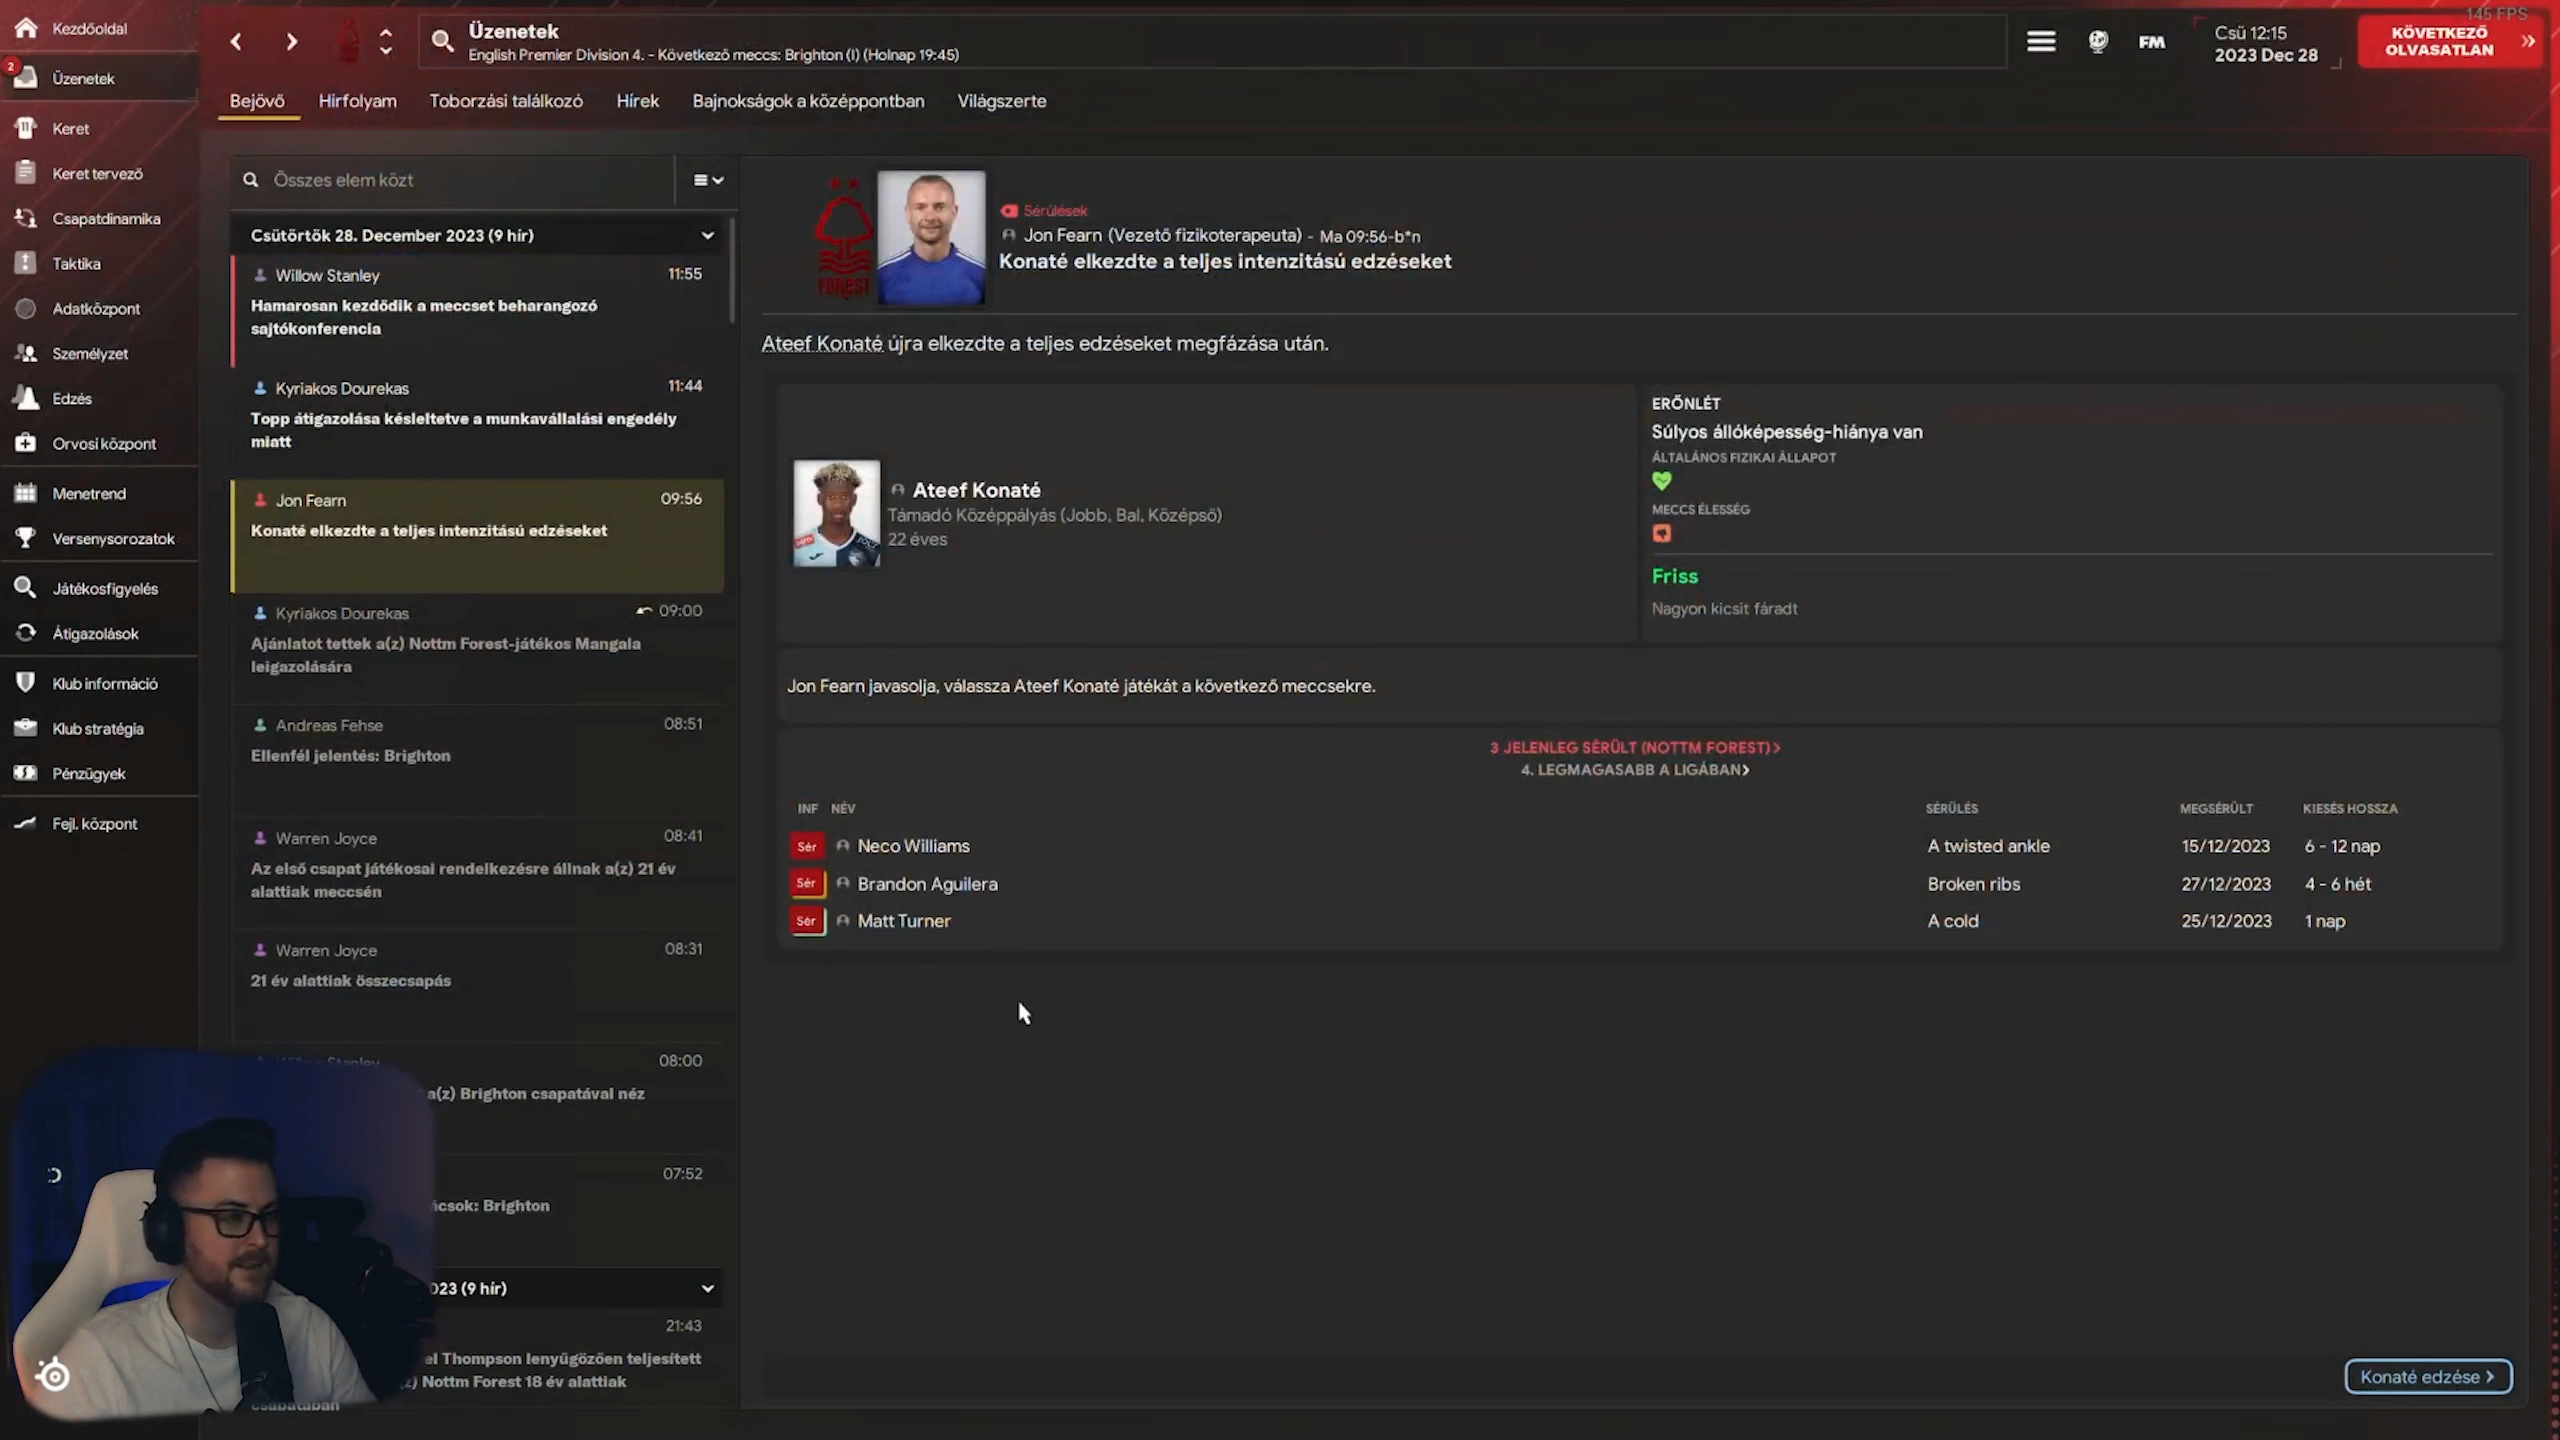 145 FPS
Kezdőoldal
2
Üzenetek
Keret
Keret tervező
Csapatdinamika
Taktika
Adatközpont
Személyzet
Edzés
Orvosi központ
Menetrend
Versenysorozatok
Játékosfigyelés
Átigazolások
Klub információ
Klub stratégia
Pénzügyek
Fejl. központ
Üzenetek
English Premier Division 4. - Következő meccs: Brighton (I) (Holnap 19:45)
FM
Csü 12:15
2023 Dec 28
KÖVETKEZŐ
OLVASATLAN
Bejövő Hírfolyam Toborzási találkozó Hírek Bajnokságok a középpontban Világszerte
Összes elem közt
Csütörtök 28. December 2023 (9 hír)
Willow Stanley 11:55
Hamarosan kezdődik a meccset beharangozó
sajtókonferencia
Kyriakos Dourekas 11:44
Topp átigazolása késleltetve a munkavállalási engedély
miatt
Jon Fearn 09:56
Konaté elkezdte a teljes intenzitású edzéseket
Kyriakos Dourekas 09:00
Ajánlatot tettek a(z) Nottm Forest-játékos Mangala
leigazolására
Andreas Fehse 08:51
Ellenfél jelentés: Brighton
Warren Joyce 08:41
Az első csapat játékosai rendelkezésre állnak a(z) 21 év
alattiak meccsén
Warren Joyce 08:31
21 év alattiak összecsapás
Stanley 08:00
a(z) Brighton csapatával néz
07:52
csok: Brighton
023 (9 hír)
21:43
el Thompson lenyűgözően teljesített
Nottm Forest 18 év alattiak
csapatában
FOREST
Sérülések
Jon Fearn (Vezető fizikoterapeuta) - Ma 09:56-b*n
Konaté elkezdte a teljes intenzitású edzéseket
Ateef Konaté újra elkezdte a teljes edzéseket megfázása után.
Ateef Konaté
Támadó Középpályás (Jobb, Bal, Középső)
22 éves
ERŐNLÉT
Súlyos állóképesség-hiánya van
ÁLTALÁNOS FIZIKAI ÁLLAPOT
MECCS ÉLESSÉG
Friss
Nagyon kicsit fáradt
Jon Fearn javasolja, válassza Ateef Konaté játékát a következő meccsekre.
3 JELENLEG SÉRÜLT (NOTTM FOREST)>
4. LEGMAGASABB A LIGÁBAN>
INF NÉV SÉRÜLÉS MEGSÉRÜLT KIESÉS HOSSZA
Sér Neco Williams A twisted ankle 15/12/2023 6 - 12 nap
Sér Brandon Aguilera Broken ribs 27/12/2023 4 - 6 hét
Sér Matt Turner A cold 25/12/2023 1 nap
Konaté edzése >